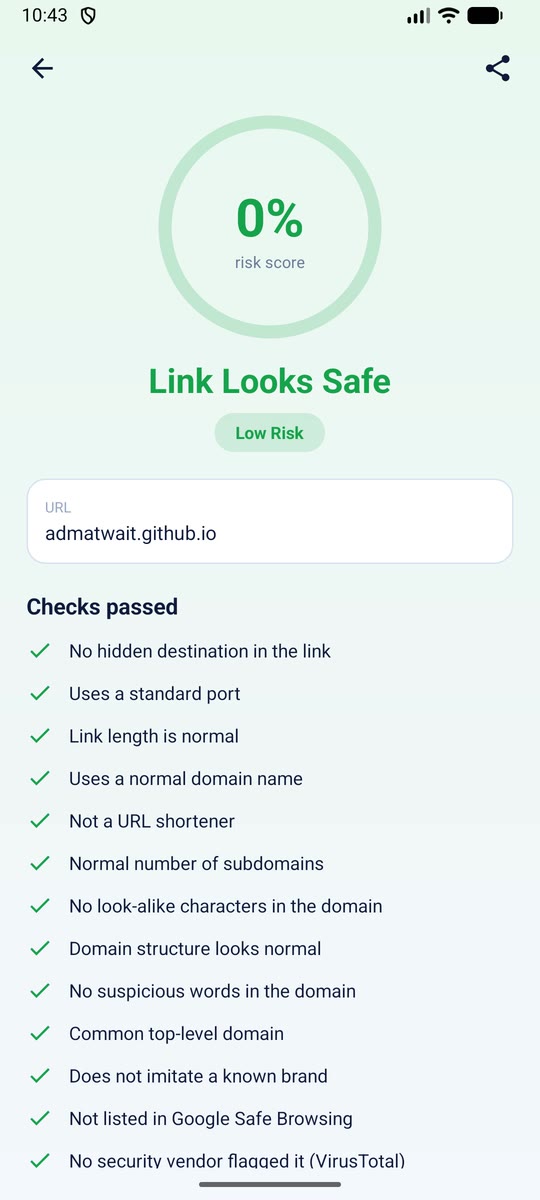 10:43
0%
risk score
Link Looks Safe
Low Risk
URL
admatwait.github.io
Checks passed
No hidden destination in the link
Uses a standard port
Link length is normal
Uses a normal domain name
Not a URL shortener
Normal number of subdomains
No look-alike characters in the domain
Domain structure looks normal
No suspicious words in the domain
Common top-level domain
Does not imitate a known brand
Not listed in Google Safe Browsing
No security vendor flagged it (VirusTotal)